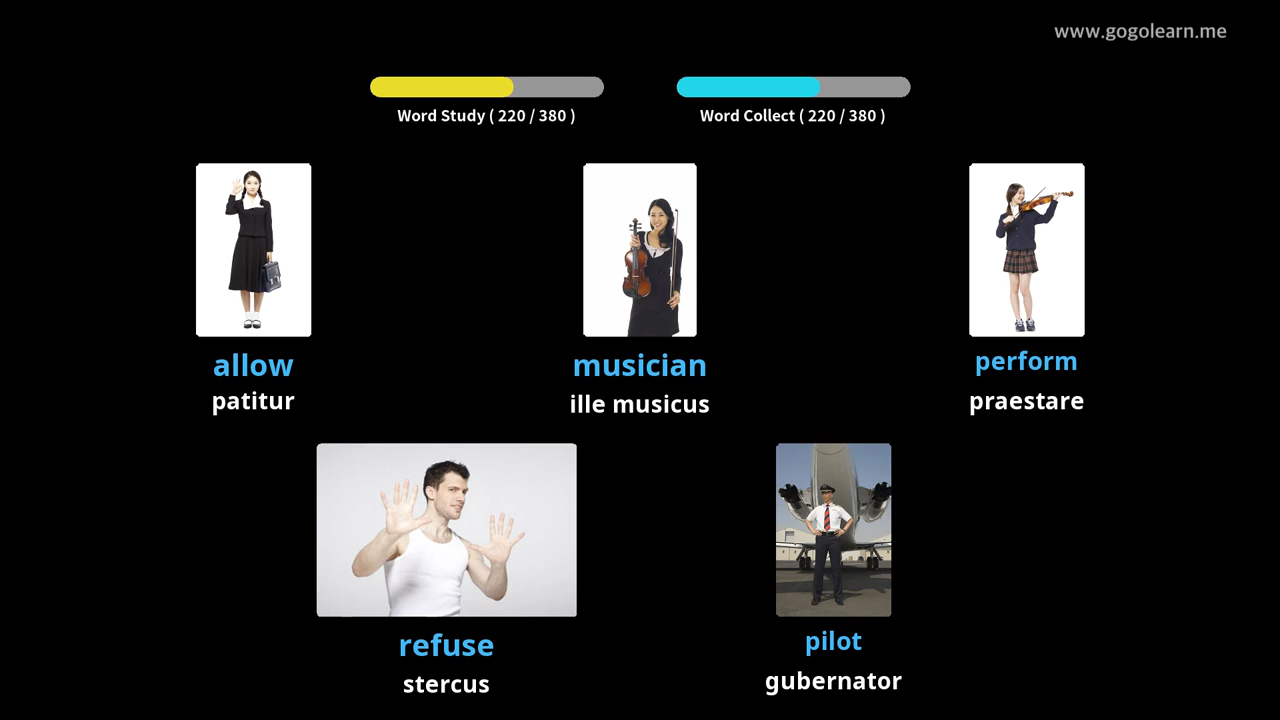 www.gogolearn.me
Word Study ( 220 / 380 )
Word Collect ( 220 / 380 )
allow
patitur
musician
ille musicus
perform
praestare
refuse
stercus
pilot
gubernator